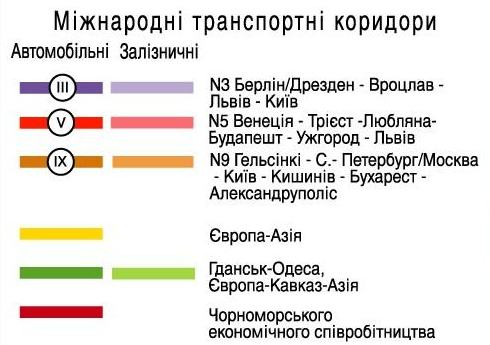 Міжнародні транспортні коридори
Автомобільні Залізничні
III N3 Берлін/Дрезден - Вроцлав -
Львів - Київ
V N5 Венеція - Трієст -Любляна-
Будапешт - Ужгород - Львів
IX N9 Гельсінкі - С.- Петербург/Москва
- Київ - Кишинів - Бухарест -
Александруполіс
Європа-Азія
Гданськ-Одеса,
Європа-Кавказ-Азія
Чорноморського
економічного співробітництва